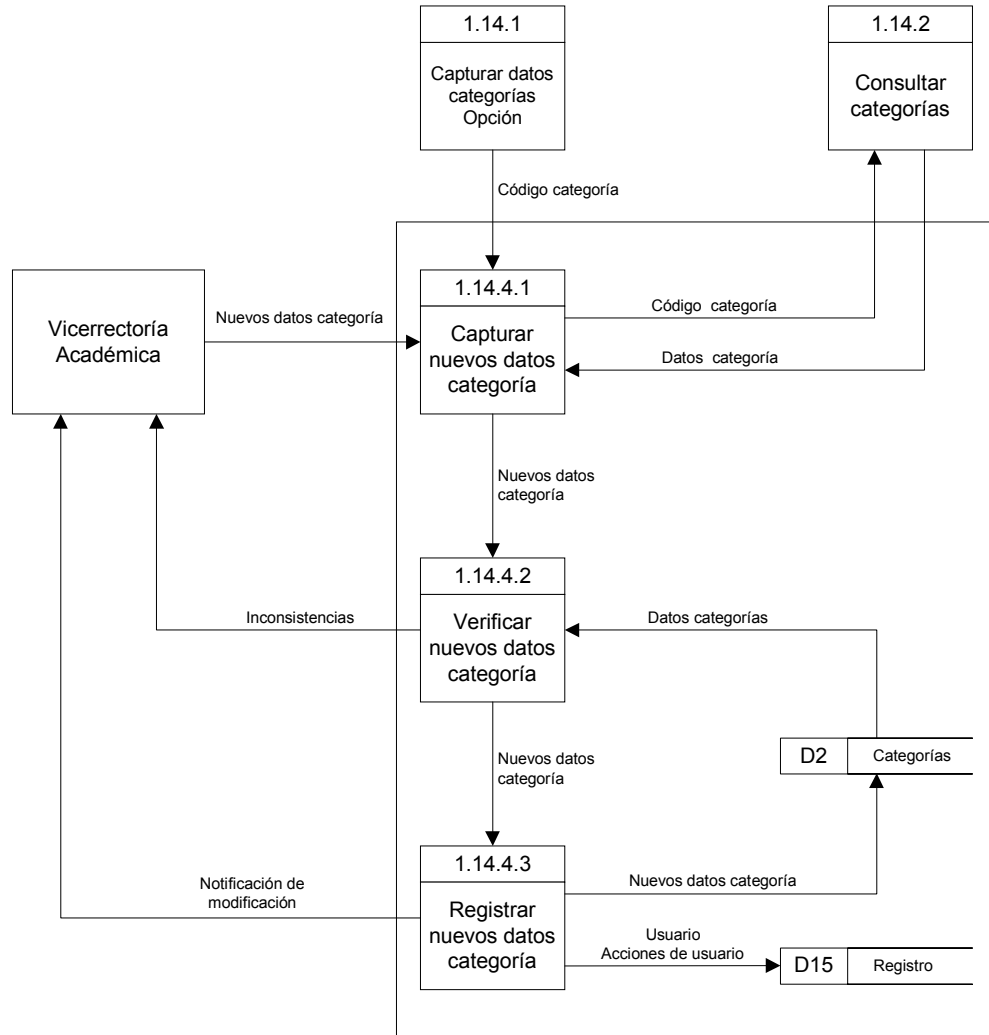 1.14.1
Capturar datos
categorías
Opción
1.14.2
Consultar
categorías
Código categoría
Vicerrectoría
Académica
Nuevos datos categoría
1.14.4.1
Capturar
nuevos datos
categoría
Código categoría
Datos categoría
Nuevos datos
categoría
1.14.4.2
Verificar
nuevos datos
categoría
Inconsistencias
Datos categorías
Nuevos datos
categoría
D2
Categorías
1.14.4.3
Registrar
nuevos datos
categoría
Notificación de
modificación
Nuevos datos categoría
Usuario
Acciones de usuario
D15
Registro